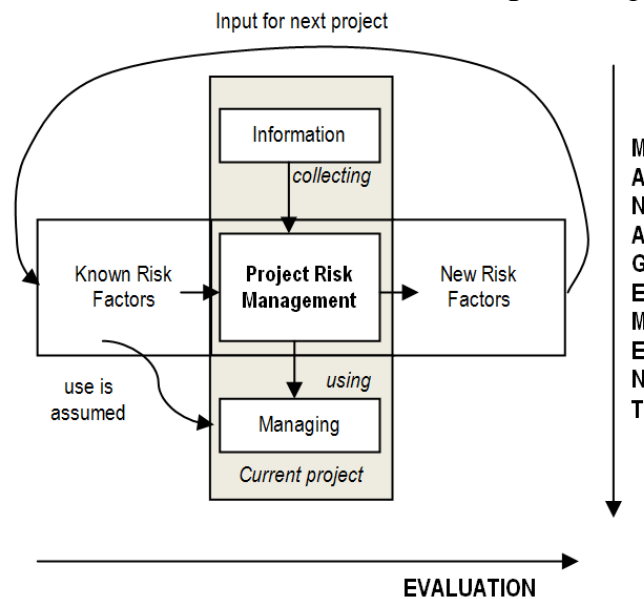 Input for next project
Information
collecting
Known Risk
Factors
Project Risk
Management
New Risk
Factors
use is
assumed
using
Managing
Current project
MANAGEMENT
EVALUATION